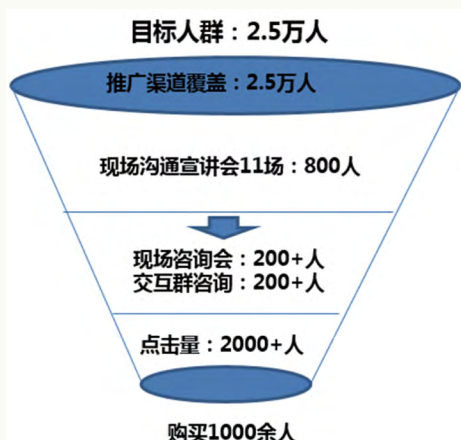 目标人群：2.5万人
推广渠道覆盖：2.5万人
现场沟通宣讲会11场：800人
现场咨询会：200+人
交互群咨询：200+人
点击量：2000+人
购买1000余人